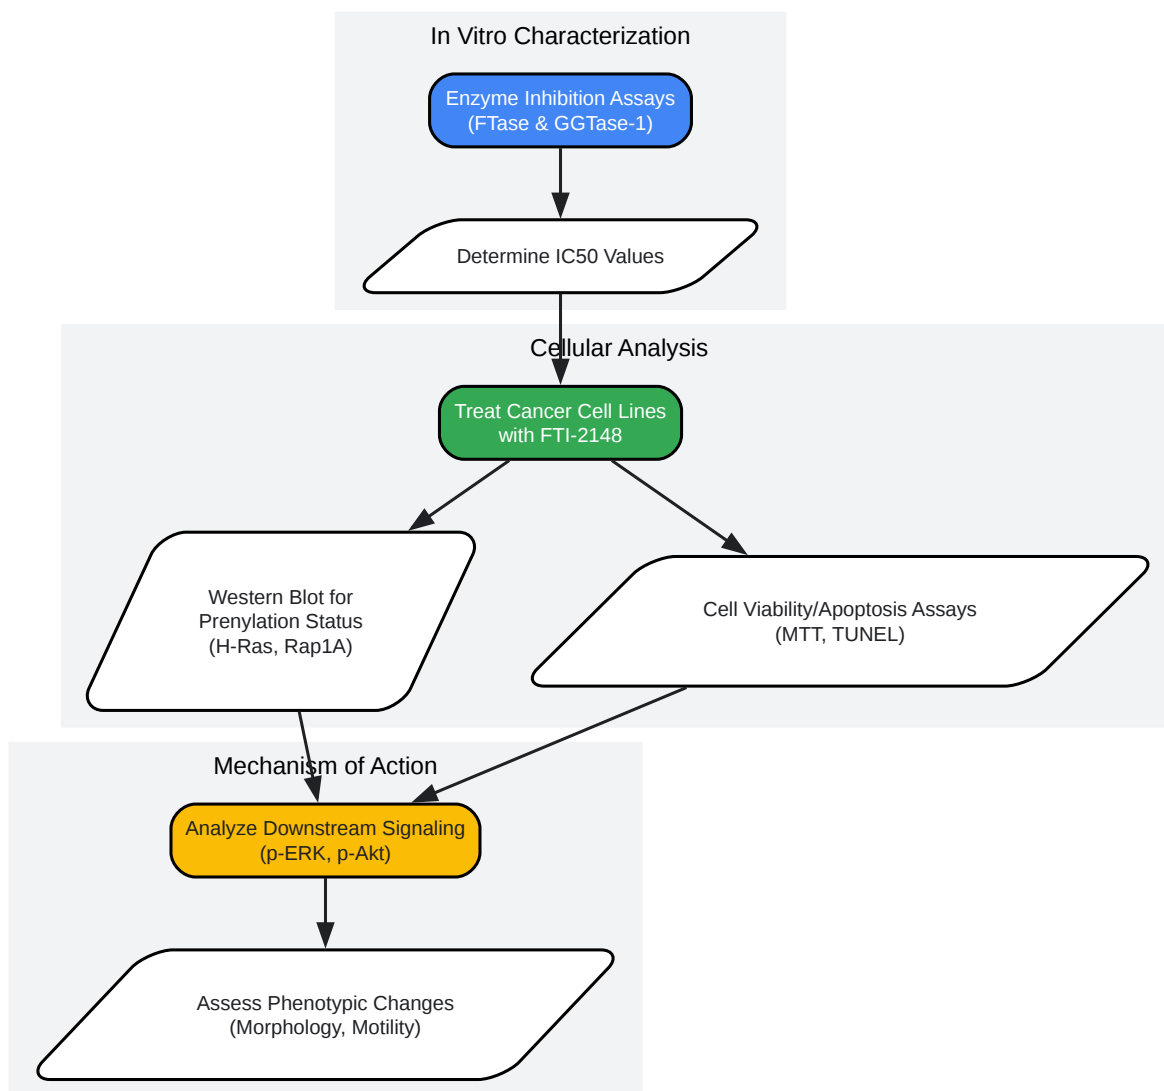 In Vitro Characterization
Enzyme Inhibition Assays
(FTase & GGTase-1)
Determine IC50 Values
Cellular Analysis
Treat Cancer Cell Lines
with FTI-2148
Western Blot for
Prenylation Status
(H-Ras, Rap1A)
Cell Viability/Apoptosis Assays
(MTT, TUNEL)
Mechanism of Action
Analyze Downstream Signaling
(p-ERK, p-Akt)
Assess Phenotypic Changes
(Morphology, Motility)